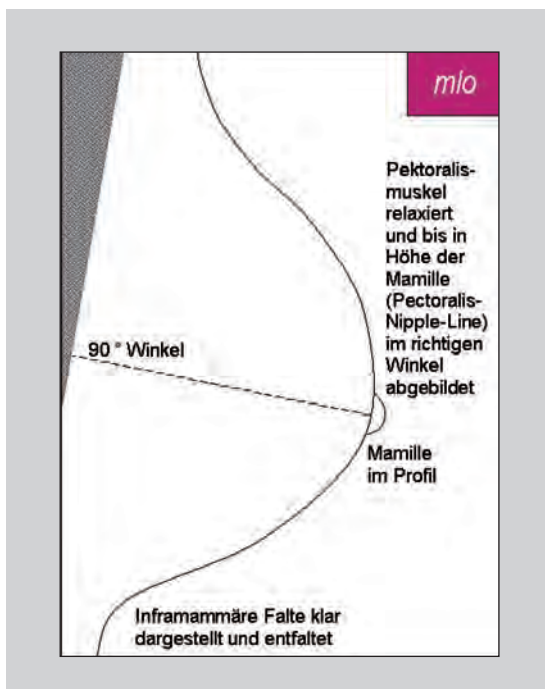 mlo
Pektoralis-
muskel
relaxiert
und bis in
Höhe der
Mamille
(Pectoralis-
Nipple-Line)
im richtigen
Winkel
abgebildet
90° Winkel
Mamille
im Profil
Inframammäre Falte klar
dargestellt und entfaltet